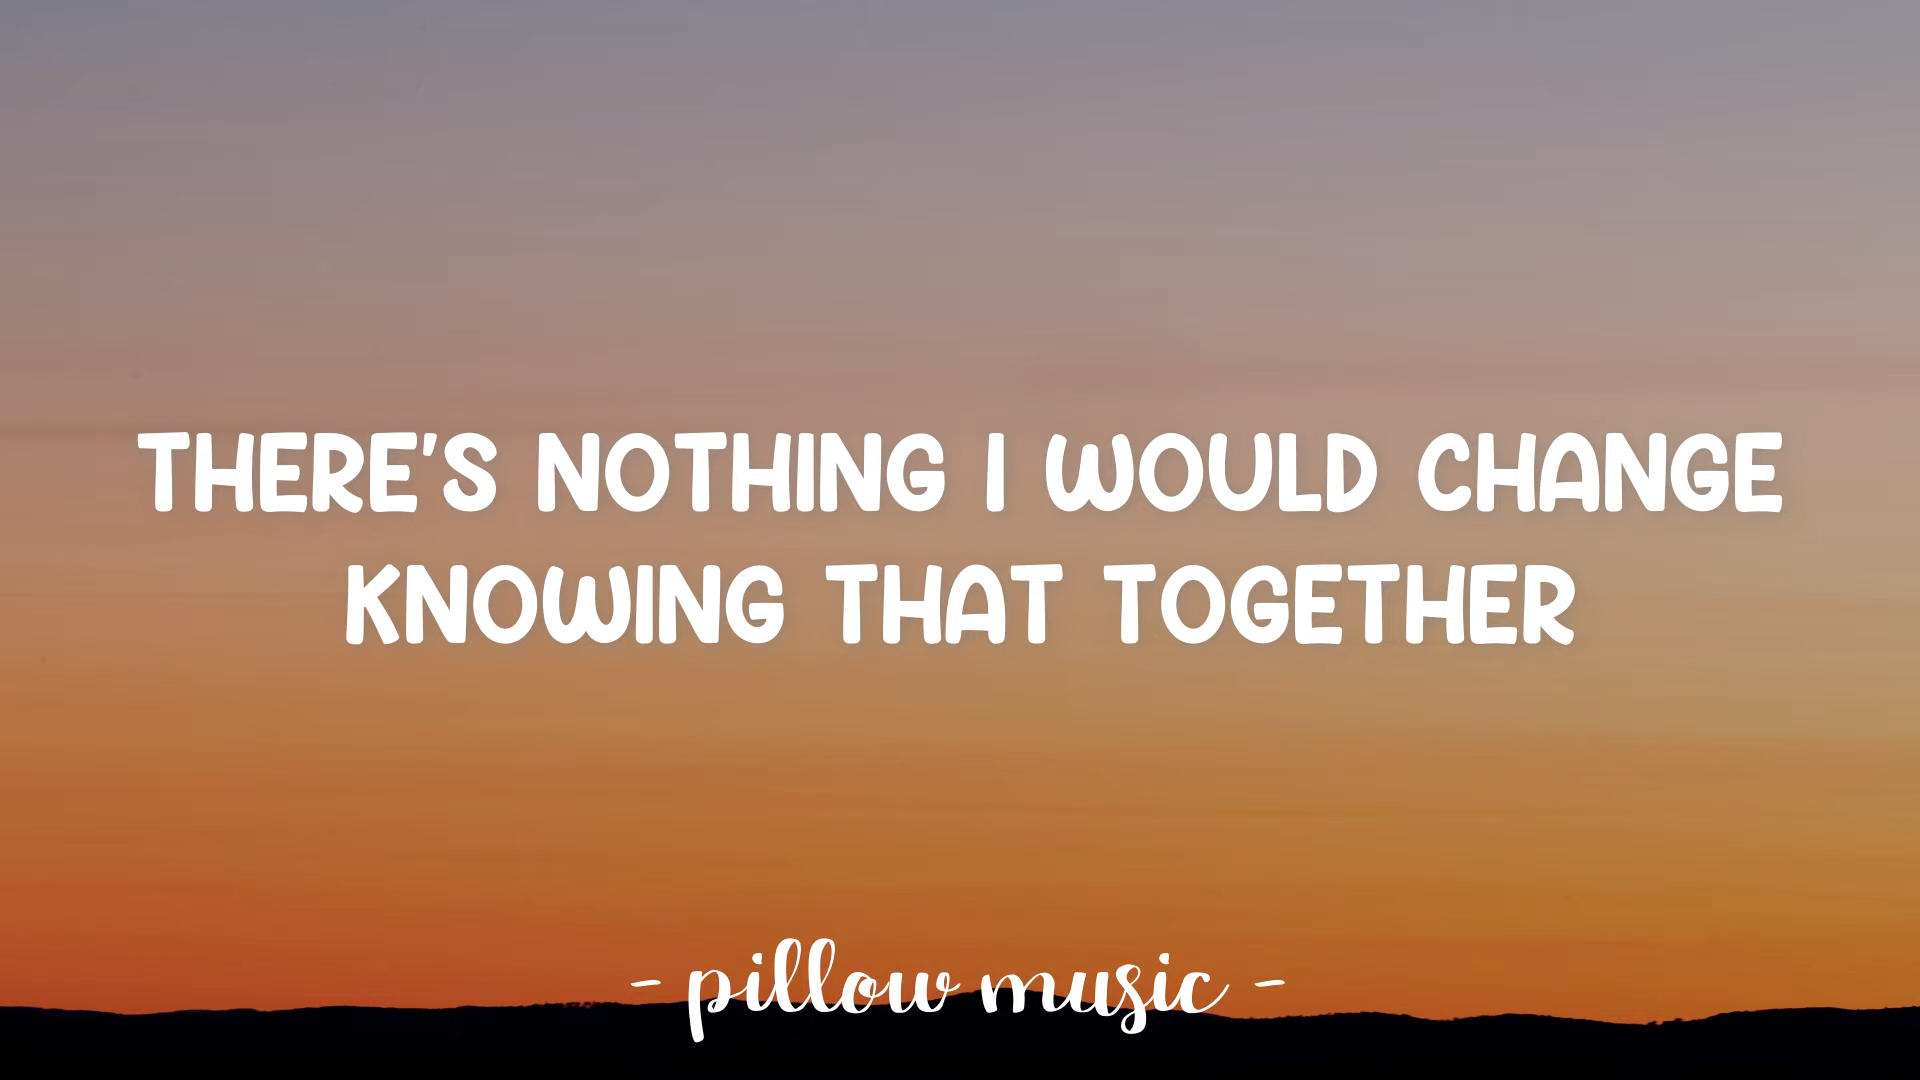 THERE'S NOTHING I WOULD CHANGE
KNOWING THAT TOGETHER
- pillow music -